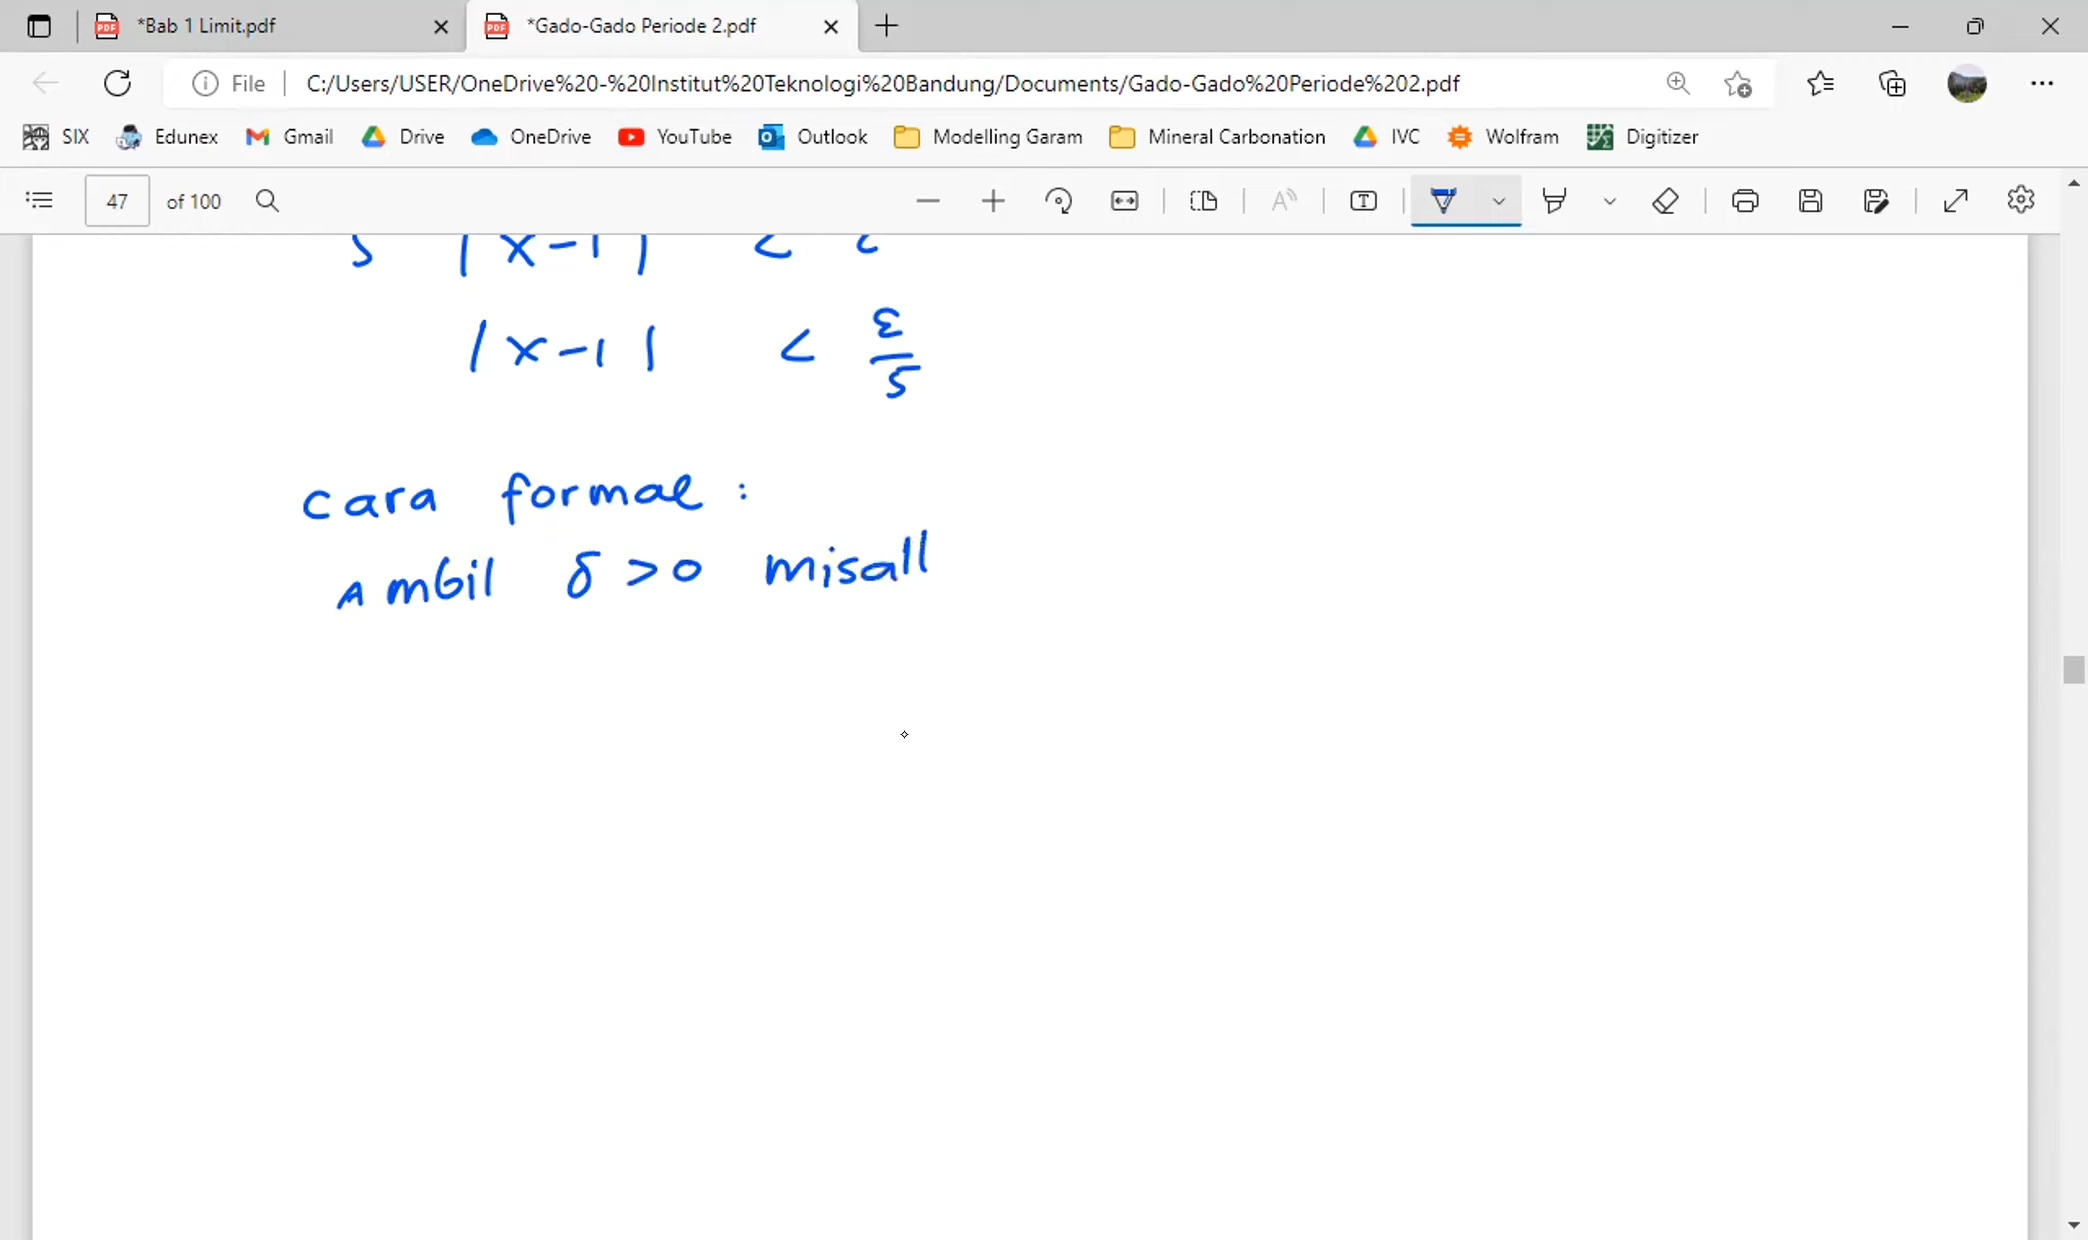 *Bab 1 Limit.pdf
*Gado-Gado Periode 2.pdf
File C:/Users/USER/OneDrive%20-%20Institut%20Teknologi%20Bandung/Documents/Gado-Gado%20Periode%202.pdf
SIX Edunex Gmail Drive OneDrive YouTube Outlook Modelling Garam Mineral Carbonation IVC Wolfram Digitizer
47 of 100
5 |x-1| < ε
|x-1| < ε/5
cara formal :
Ambil δ > 0 misall